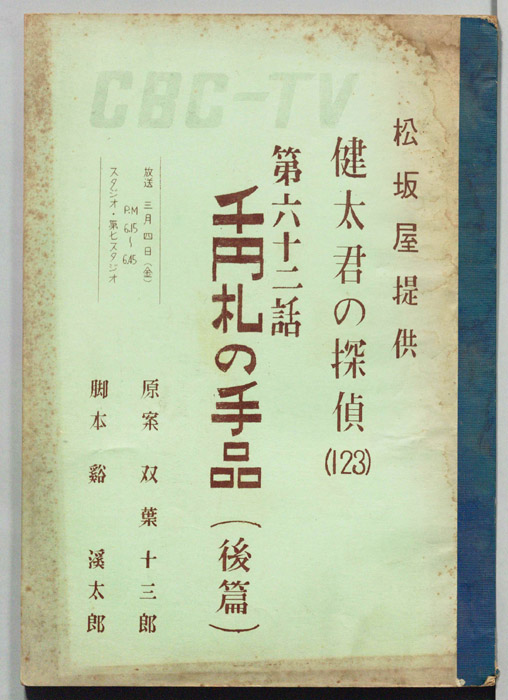 CBC-TV
松坂屋提供
健太君の探偵(123)
第六十二話
千円札の手品(後篇)
放送 三月四日(金)
P.M 6.15〜6.45
スタジオ・第七スタジオ
原案 双葉十三郎
脚本 谿渓太郎